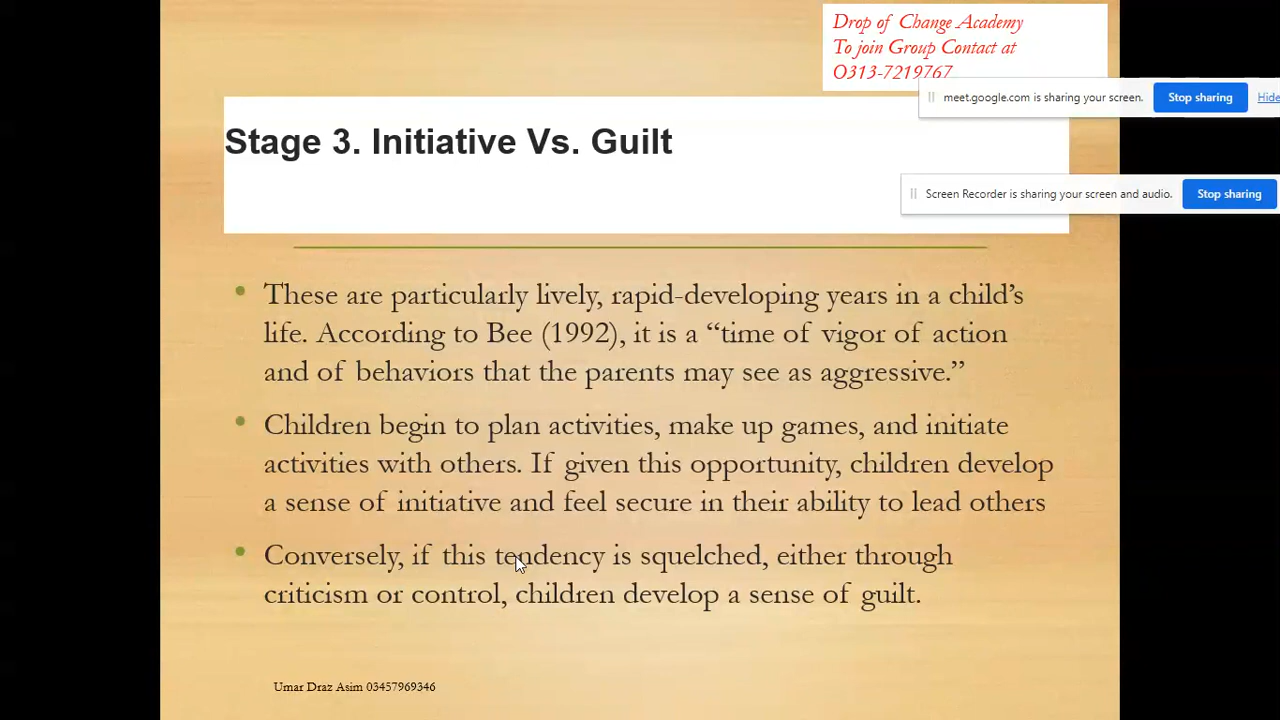 Drop of Change Academy
To join Group Contact at
O313-7219767
meet.google.com is sharing your screen.
Stop sharing
Hide
Stage 3. Initiative Vs. Guilt
Screen Recorder is sharing your screen and audio.
Stop sharing
• These are particularly lively, rapid-developing years in a child’s
life. According to Bee (1992), it is a “time of vigor of action
and of behaviors that the parents may see as aggressive.”
• Children begin to plan activities, make up games, and initiate
activities with others. If given this opportunity, children develop
a sense of initiative and feel secure in their ability to lead others
• Conversely, if this tendency is squelched, either through
criticism or control, children develop a sense of guilt.
Umar Draz Asim 03457969346